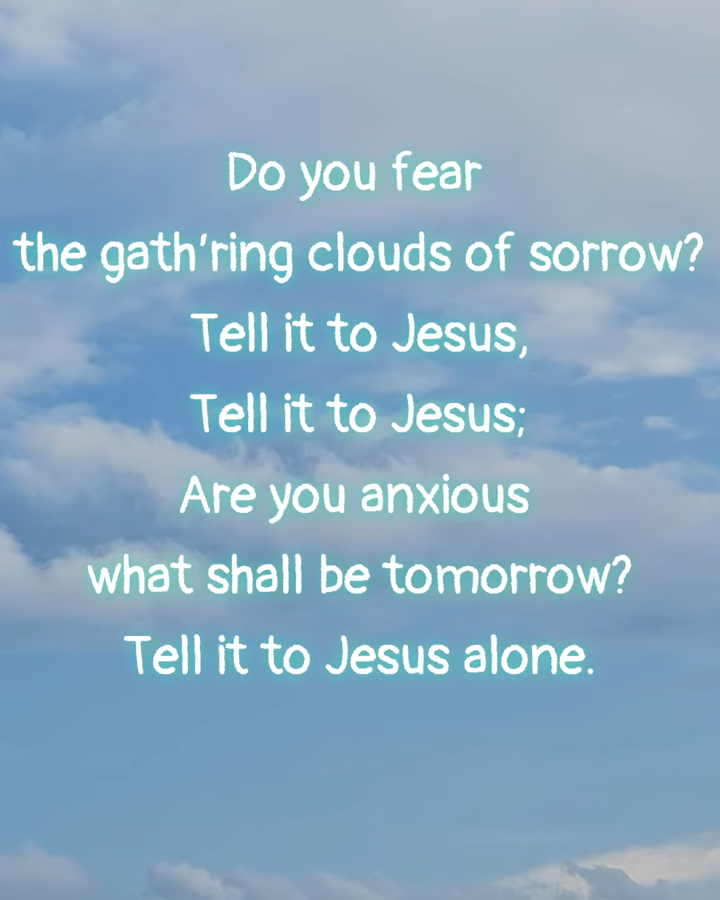 Do you fear
the gath'ring clouds of sorrow?
Tell it to Jesus,
Tell it to Jesus;
Are you anxious
what shall be tomorrow?
Tell it to Jesus alone.